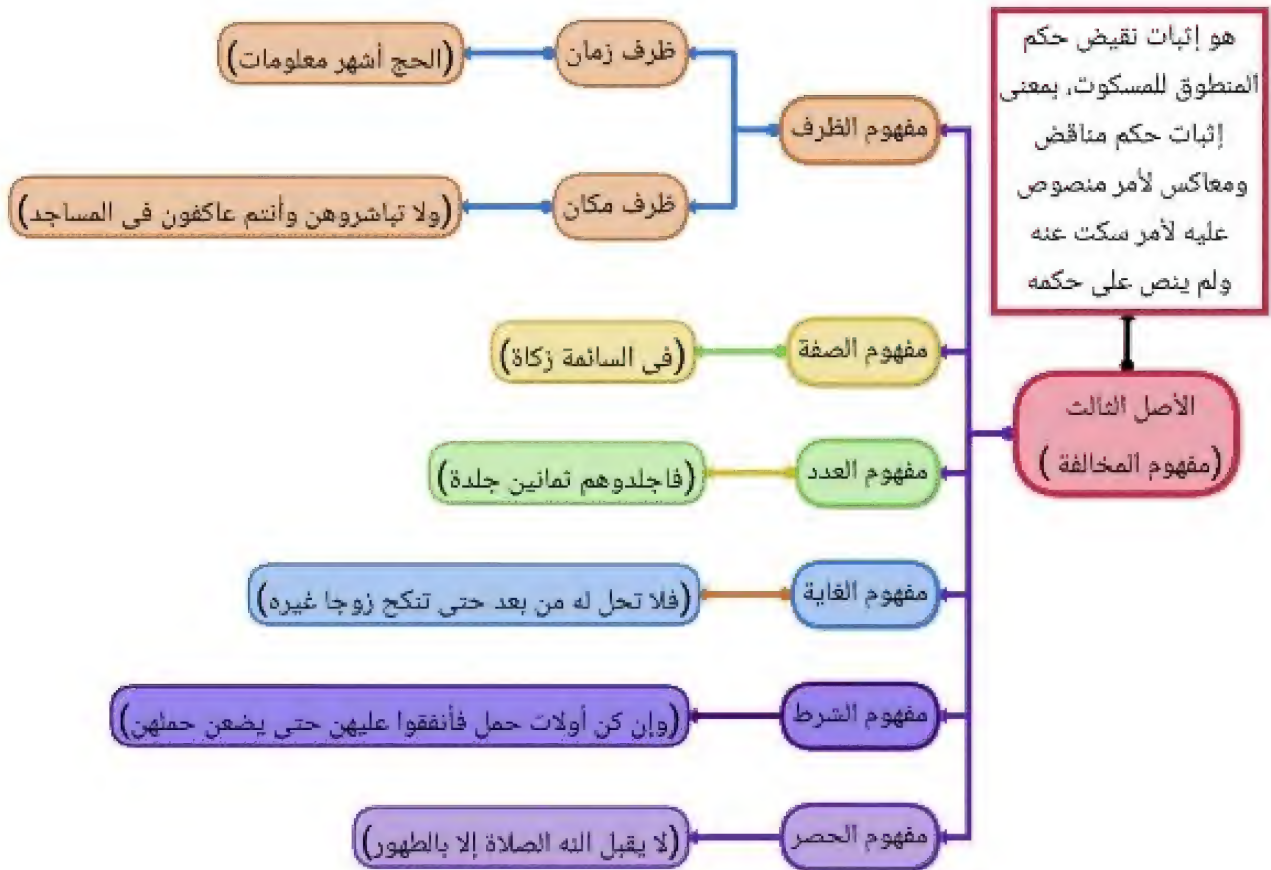 هو إثبات نقيض حكم
المنطوق للمسكوت، بمعنى
إثبات حكم مناقض
ومعاكس لأمر منصوص
عليه لأمر سكت عنه
ولم ينص على حكمه
الأصل الثالث
(مفهوم المخالفة )
مفهوم الظرف
ظرف زمان
(الحج أشهر معلومات)
ظرف مكان
(ولا تباشروهن وأنتم عاكفون فى المساجد)
مفهوم الصفة
(فى السائمة زكاة)
مفهوم العدد
(فاجلدوهم ثمانين جلدة)
مفهوم الغاية
(فلا تحل له من بعد حتى تنكح زوجا غيره)
مفهوم الشرط
(وإن كن أولات حمل فأنفقوا عليهن حتى يضعن حملهن)
مفهوم الحصر
(لا يقبل الله الصلاة إلا بالطهور)